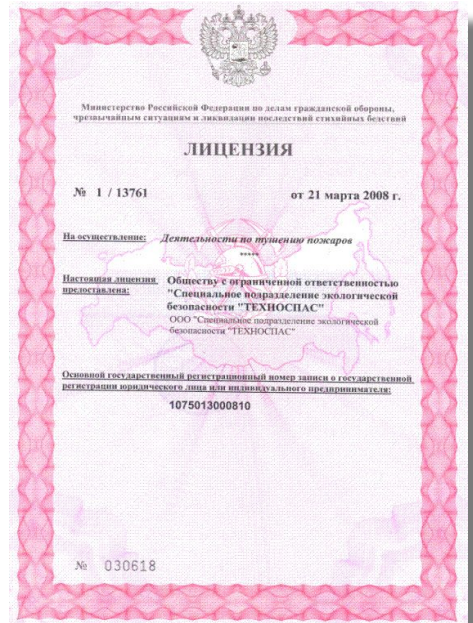 Министерство Российской Федерации по делам гражданской обороны,
чрезвычайным ситуациям и ликвидации последствий стихийных бедствий
ЛИЦЕНЗИЯ
№ 1 / 13761 от 21 марта 2008 г.
На осуществление: Деятельности по тушению пожаров
*****
Настоящая лицензия Обществу с ограниченной ответственностью
предоставлена: "Специальное подразделение экологической
безопасности "ТЕХНОСПАС"
ООО "Специальное подразделение экологической
безопасности "ТЕХНОСПАС"
Основной государственный регистрационный номер записи о государственной
регистрации юридического лица или индивидуального предпринимателя:
1075013000810
№ 030618